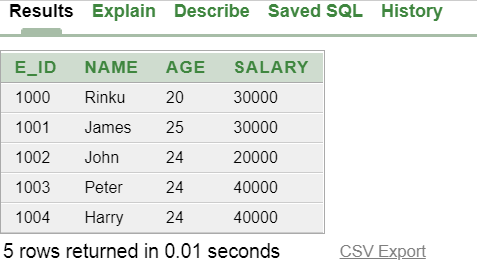 Results Explain Describe Saved SQL History
E_ID NAME AGE SALARY
1000 Rinku 20 30000
1001 James 25 30000
1002 John 24 20000
1003 Peter 24 40000
1004 Harry 24 40000
5 rows returned in 0.01 seconds CSV Export